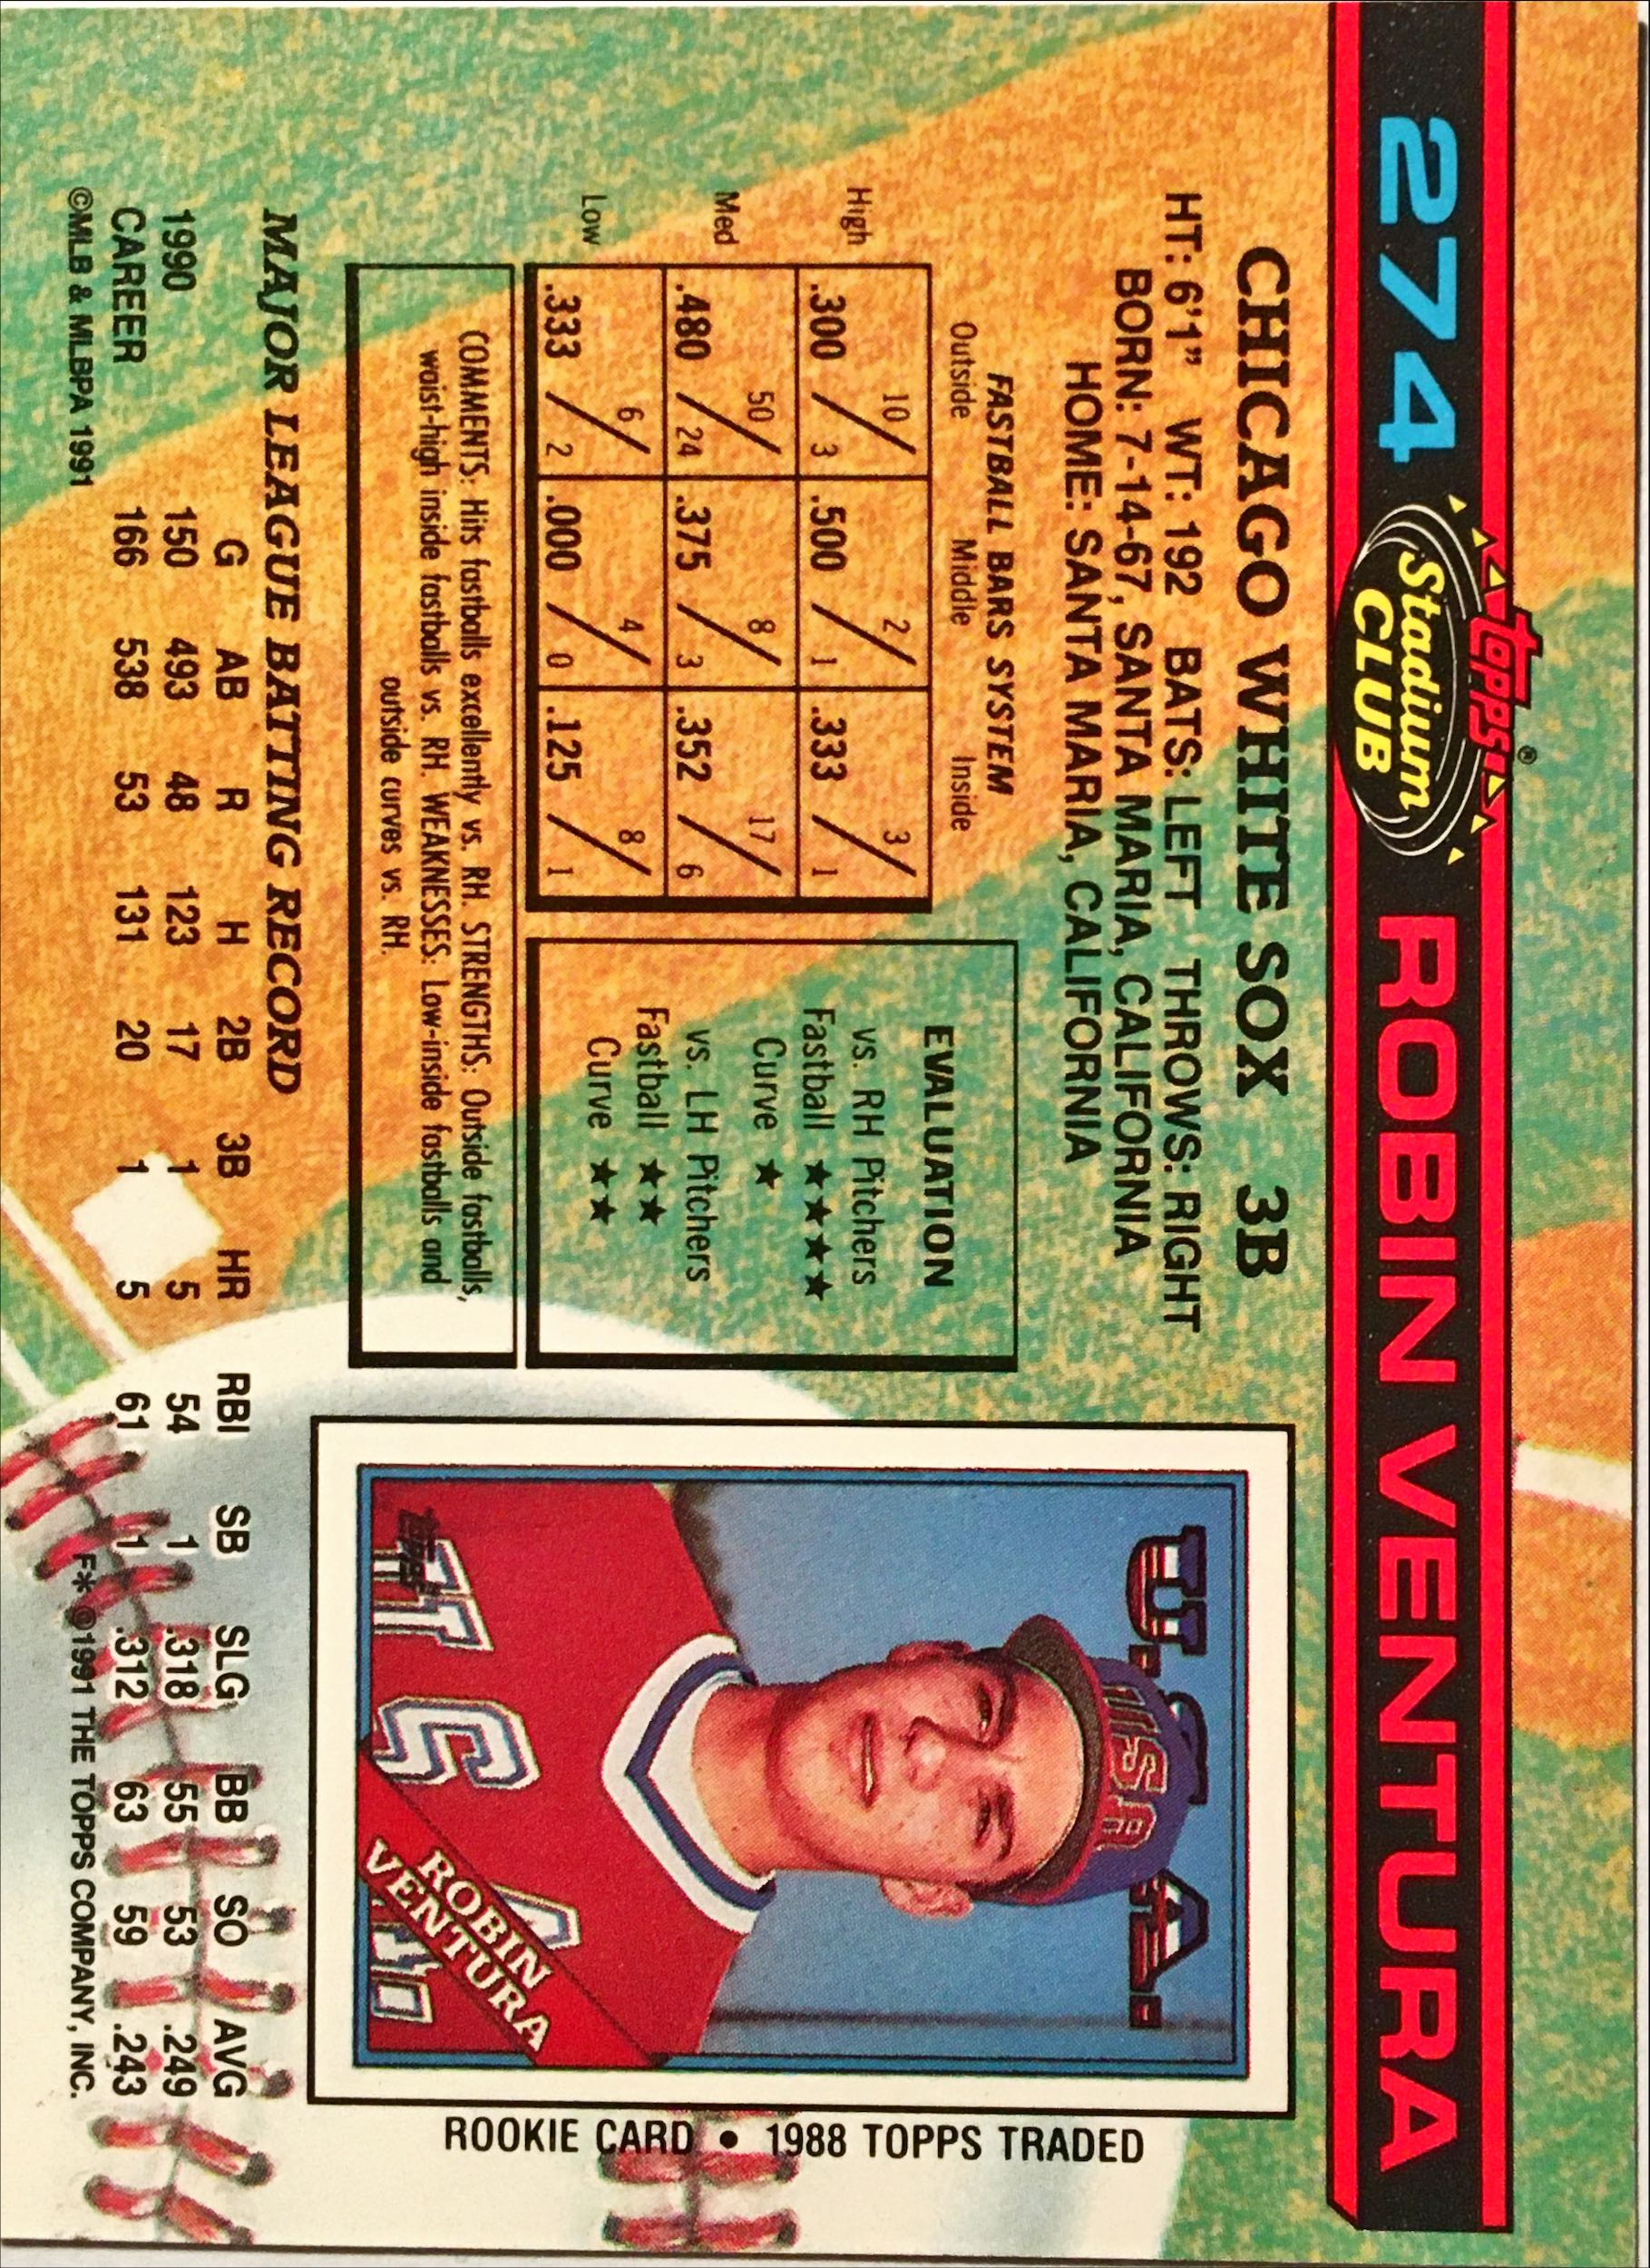 274 TOPPS® Stadium CLUB ROBIN VENTURA
CHICAGO WHITE SOX 3B
HT: 6'1" WT: 192 BATS: LEFT THROWS: RIGHT
BORN: 7-14-67, SANTA MARIA, CALIFORNIA
HOME: SANTA MARIA, CALIFORNIA
FASTBALL BARS SYSTEM
Outside Middle Inside
High .300 10/3 .500 2/1 .333 3/1
Med .480 50/24 .375 8/3 .352 17/6
Low .333 6/2 .000 4/0 .125 8/1
EVALUATION
vs. RH Pitchers
Fastball ★★★★
Curve ★
vs. LH Pitchers
Fastball ★★
Curve ★★
COMMENTS: Hits fastballs excellently vs. RH. STRENGTHS: Outside fastballs,
waist-high inside fastballs vs. RH. WEAKNESSES: Low-inside fastballs and
outside curves vs. RH.
U.S.A.
USA
USA
TOPPS
ROBIN
VENTURA
ROOKIE CARD • 1988 TOPPS TRADED
MAJOR LEAGUE BATTING RECORD
G AB R H 2B 3B HR RBI SB SLG BB SO AVG
1990 150 493 48 123 17 1 5 54 1 .318 55 53 .249
CAREER 166 538 53 131 20 1 5 61 1 .312 63 59 .243
©MLB & MLBPA 1991 F*©1991 THE TOPPS COMPANY, INC.